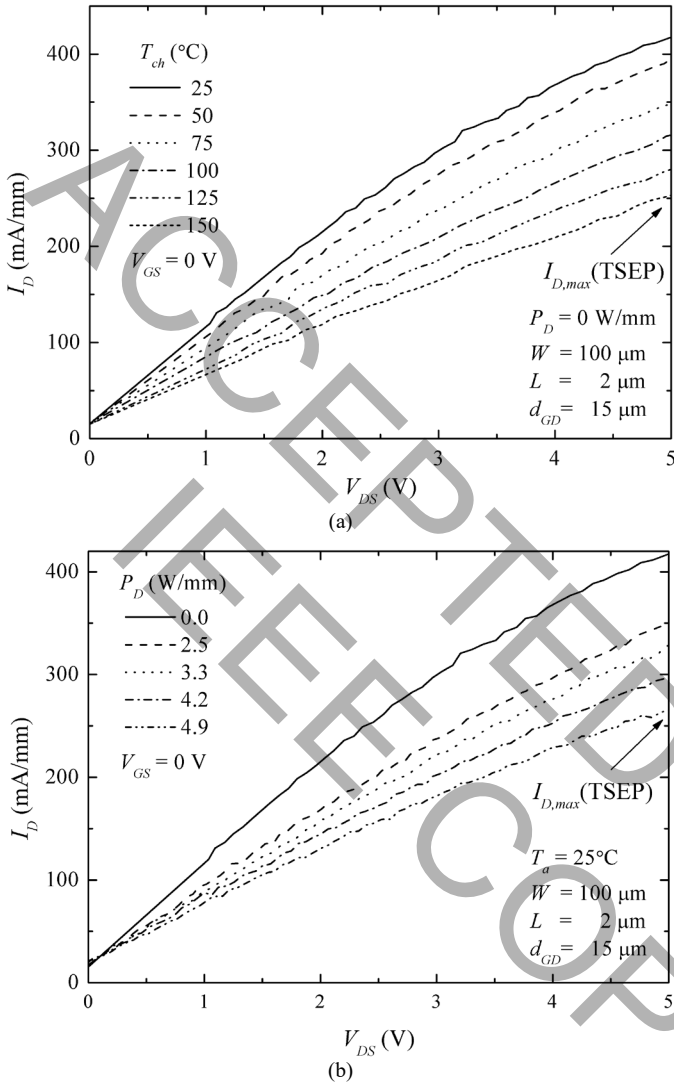 T_ch (°C)
25
50
75
100
125
150
V_GS = 0 V
I_D,max (TSEP)
P_D = 0 W/mm
W = 100 μm
L = 2 μm
d_GD = 15 μm
400
300
200
100
0
I_D (mA/mm)
0 1 2 3 4 5
V_DS (V)
(a)
P_D (W/mm)
0.0
2.5
3.3
4.2
4.9
V_GS = 0 V
I_D,max (TSEP)
T_a = 25°C
W = 100 μm
L = 2 μm
d_GD = 15 μm
400
300
200
100
0
I_D (mA/mm)
0 1 2 3 4 5
V_DS (V)
(b)
ACCEPTED
IEEE COP